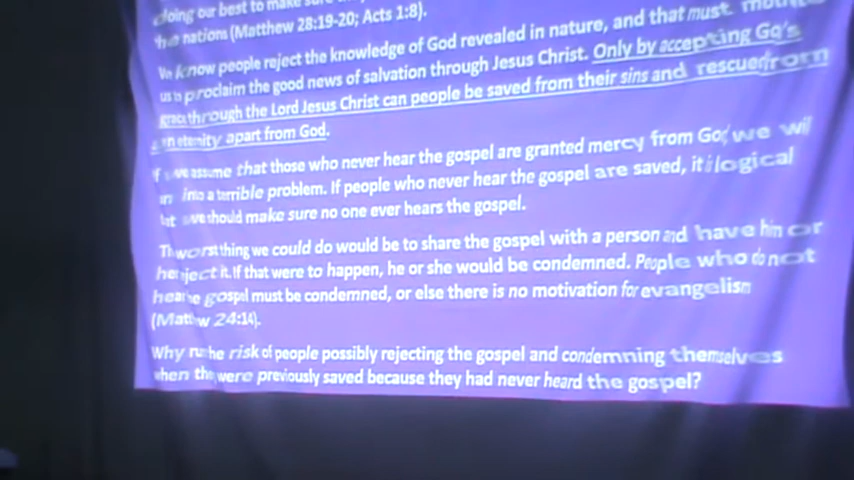 doing our best to make sure
nations (Matthew 28:19-20; Acts 1:8).
We know people reject the knowledge of God revealed in nature, and that must
us to proclaim the good news of salvation through Jesus Christ. Only by accepting God's
grace through the Lord Jesus Christ can people be saved from their sins and rescued from
an eternity apart from God.
If we assume that those who never hear the gospel are granted mercy from God, we will
into a terrible problem. If people who never hear the gospel are saved, it is logical
that we should make sure no one ever hears the gospel.
The worst thing we could do would be to share the gospel with a person and have him or
her reject it. If that were to happen, he or she would be condemned. People who do not
hear the gospel must be condemned, or else there is no motivation for evangelism
(Matthew 24:14).
Why run the risk of people possibly rejecting the gospel and condemning themselves
when they were previously saved because they had never heard the gospel?